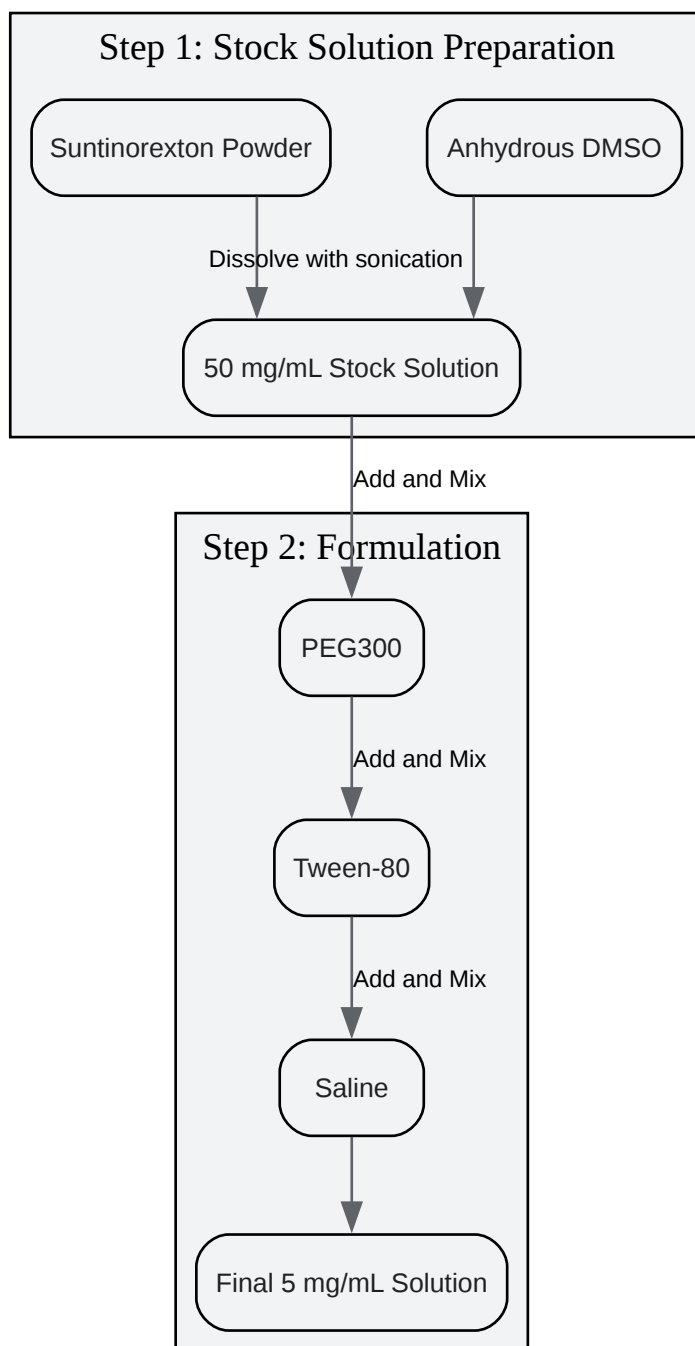 Step 1: Stock Solution Preparation
Suntinorexton Powder
Anhydrous DMSO
Dissolve with sonication
50 mg/mL Stock Solution
Add and Mix
Step 2: Formulation
PEG300
Add and Mix
Tween-80
Add and Mix
Saline
Final 5 mg/mL Solution